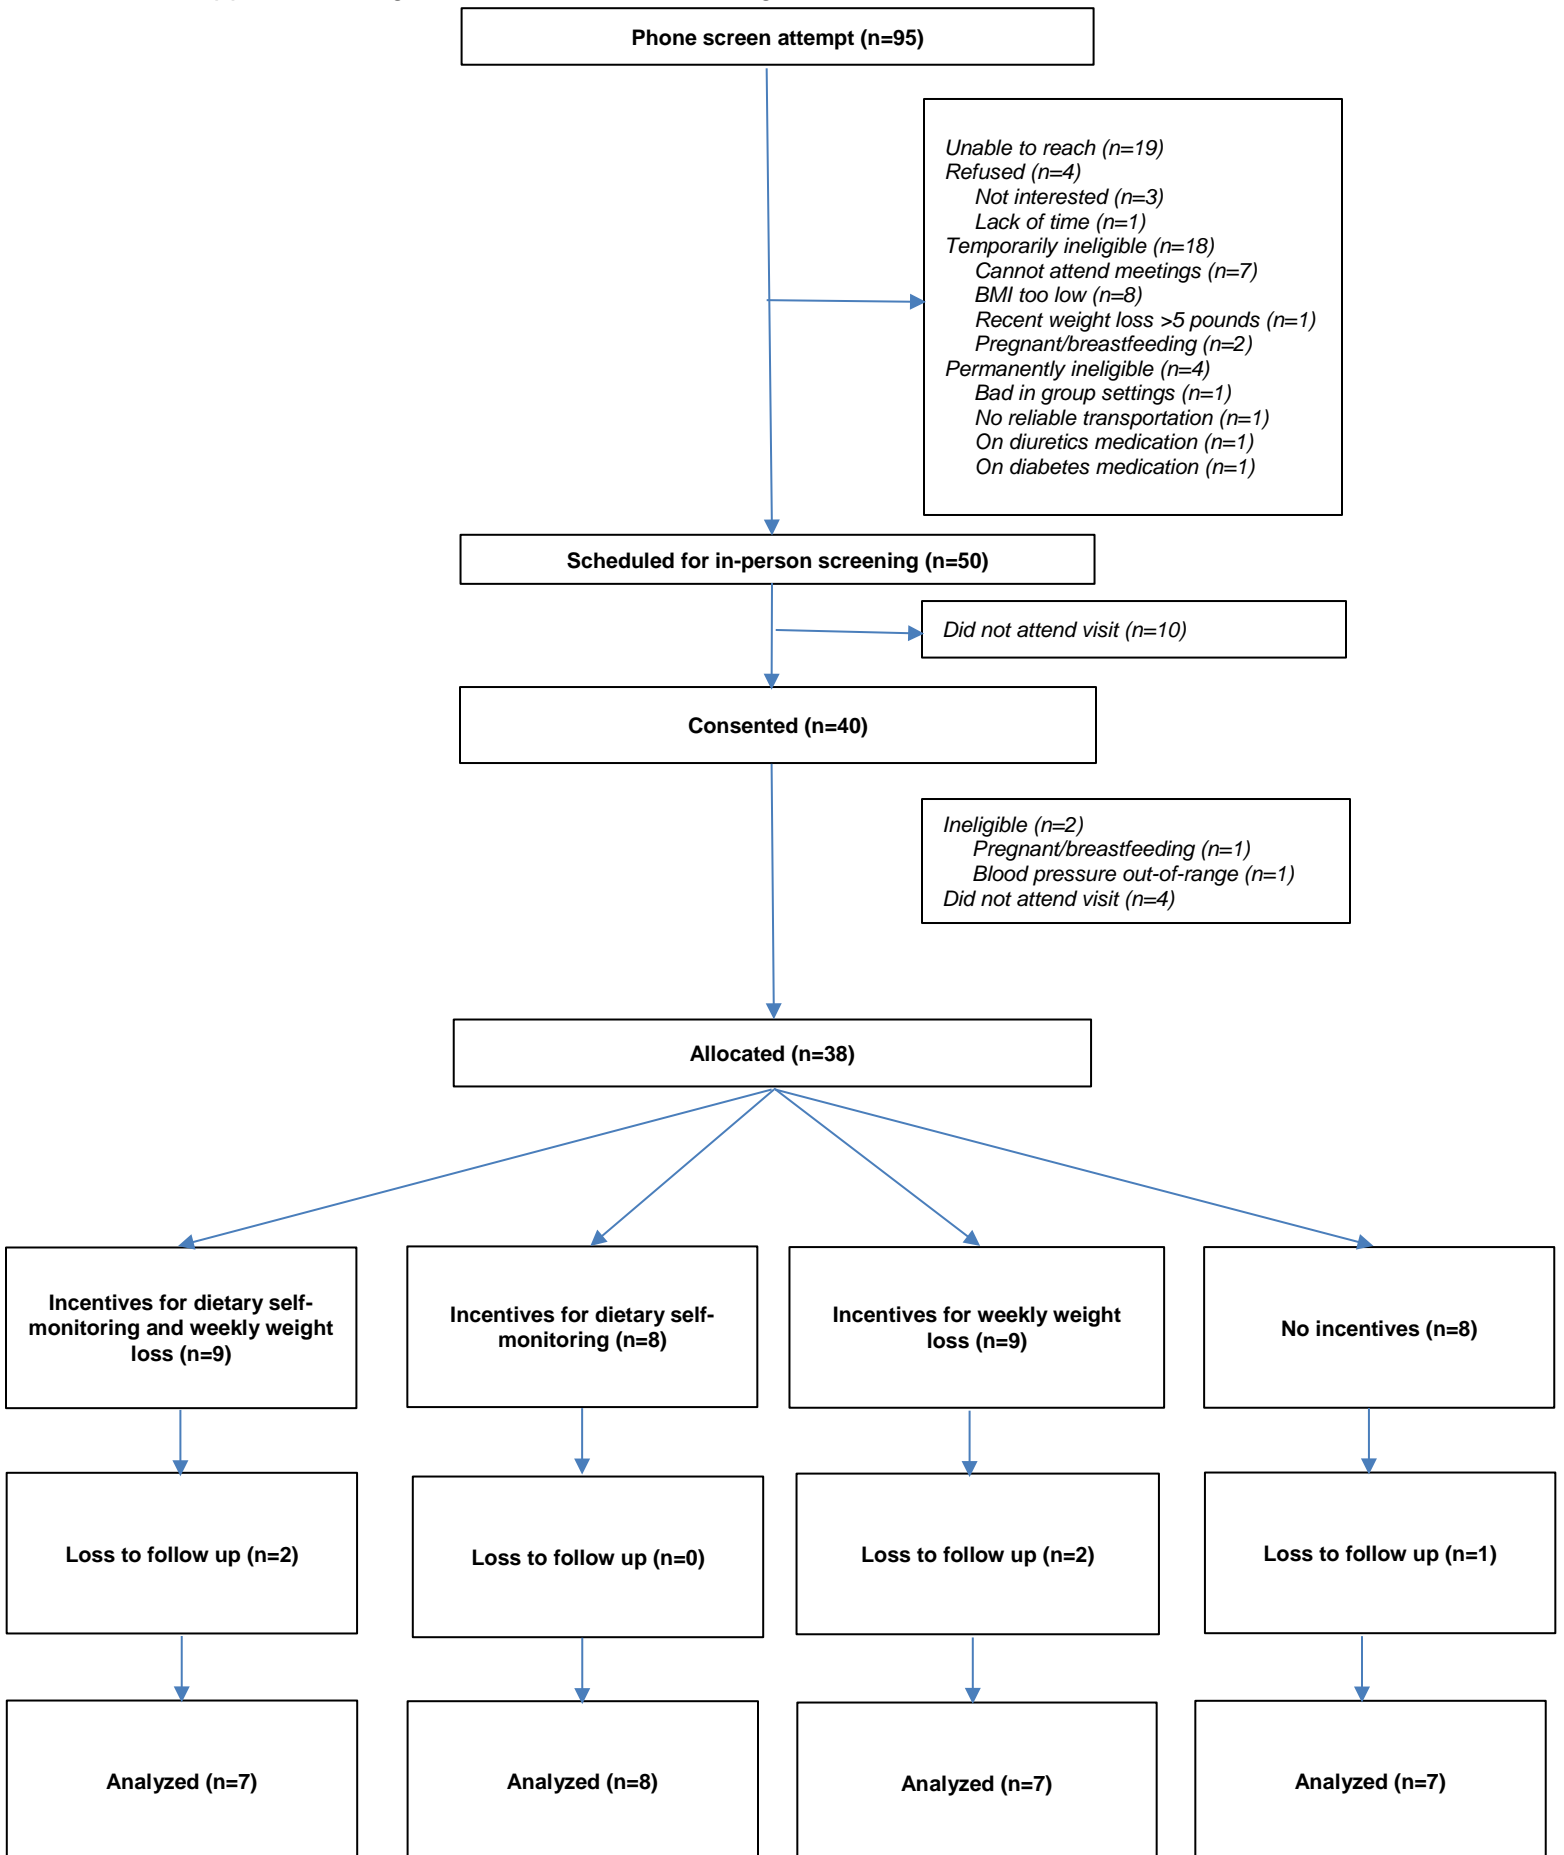 Phone screen attempt (n=95)
Unable to reach (n=19)
Refused (n=4)
Not interested (n=3)
Lack of time (n=1)
Temporarily ineligible (n=18)
Cannot attend meetings (n=7)
BMI too low (n=8)
Recent weight loss >5 pounds (n=1)
Pregnant/breastfeeding (n=2)
Permanently ineligible (n=4)
Bad in group settings (n=1)
No reliable transportation (n=1)
On diuretics medication (n=1)
On diabetes medication (n=1)
Scheduled for in-person screening (n=50)
Did not attend visit (n=10)
Consented (n=40)
Ineligible (n=2)
Pregnant/breastfeeding (n=1)
Blood pressure out-of-range (n=1)
Did not attend visit (n=4)
Allocated (n=38)
Incentives for dietary self-
monitoring and weekly weight
loss (n=9)
Incentives for dietary self-
monitoring (n=8)
Incentives for weekly weight
loss (n=9)
No incentives (n=8)
Loss to follow up (n=2)
Loss to follow up (n=0)
Loss to follow up (n=2)
Loss to follow up (n=1)
Analyzed (n=7)
Analyzed (n=8)
Analyzed (n=7)
Analyzed (n=7)